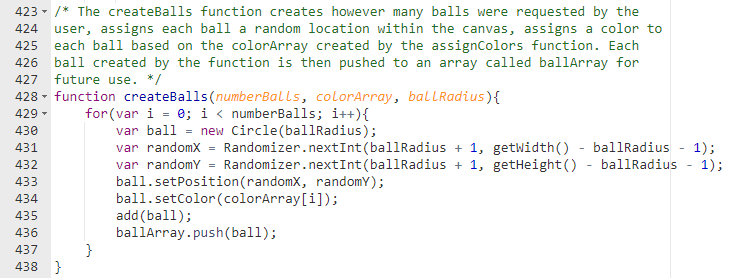 423 /* The createBalls function creates however many balls were requested by the
424 user, assigns each ball a random location within the canvas, assigns a color to
425 each ball based on the colorArray created by the assignColors function. Each
426 ball created by the function is then pushed to an array called ballArray for
427 future use. */
428 function createBalls(numberBalls, colorArray, ballRadius){
429     for(var i = 0; i < numberBalls; i++){
430         var ball = new Circle(ballRadius);
431         var randomX = Randomizer.nextInt(ballRadius + 1, getWidth() - ballRadius - 1);
432         var randomY = Randomizer.nextInt(ballRadius + 1, getHeight() - ballRadius - 1);
433         ball.setPosition(randomX, randomY);
434         ball.setColor(colorArray[i]);
435         add(ball);
436         ballArray.push(ball);
437     }
438 }